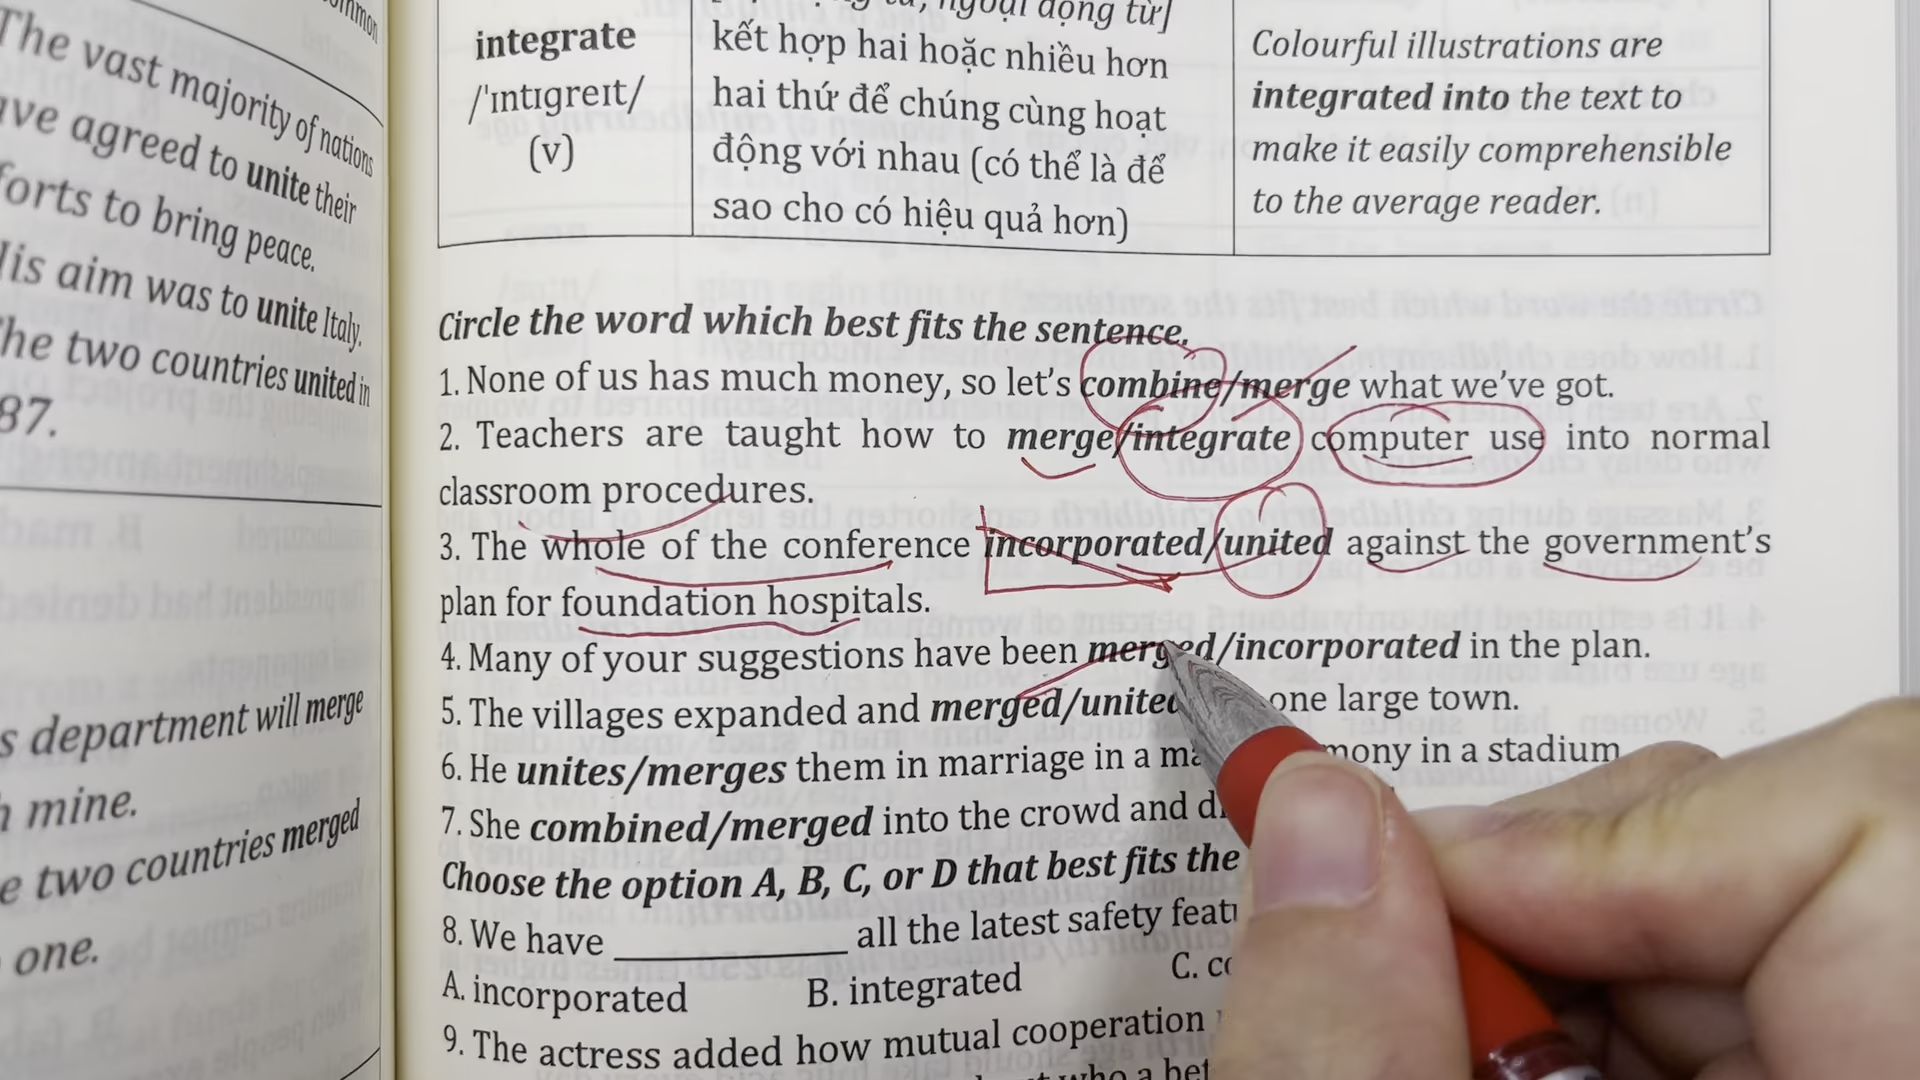 The vast majority of nations
agreed to unite their
to bring peace.
aim was to unite Italy.
two countries united in
87.
department will merge
mine.
two countries merged
one.
integrate
/ˈɪntɪɡreɪt/
(v)
kết hợp hai hoặc nhiều hơn
hai thứ để chúng cùng hoạt
động với nhau (có thể là để
sao cho có hiệu quả hơn)
Colourful illustrations are
integrated into the text to
make it easily comprehensible
to the average reader.
Circle the word which best fits the sentence.
1. None of us has much money, so let's combine/merge what we've got.
2. Teachers are taught how to merge/integrate computer use into normal
classroom procedures.
3. The whole of the conference incorporated/united against the government's
plan for foundation hospitals.
4. Many of your suggestions have been merged/incorporated in the plan.
5. The villages expanded and merged/united one large town.
6. He unites/merges them in marriage in a in a stadium
7. She combined/merged into the crowd and
Choose the option A, B, C, or D that best fits the
8. We have __________ all the latest safety
A. incorporated B. integrated C.
9. The actress added how mutual cooperation